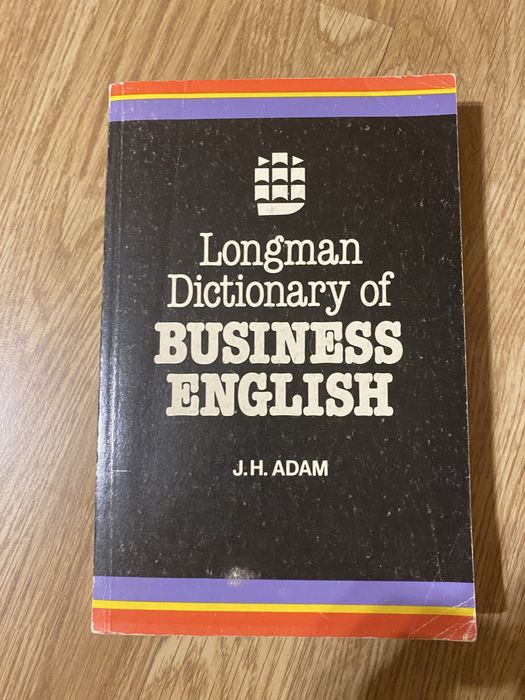 Longman
Dictionary of
BUSINESS
ENGLISH
J.H. ADAM